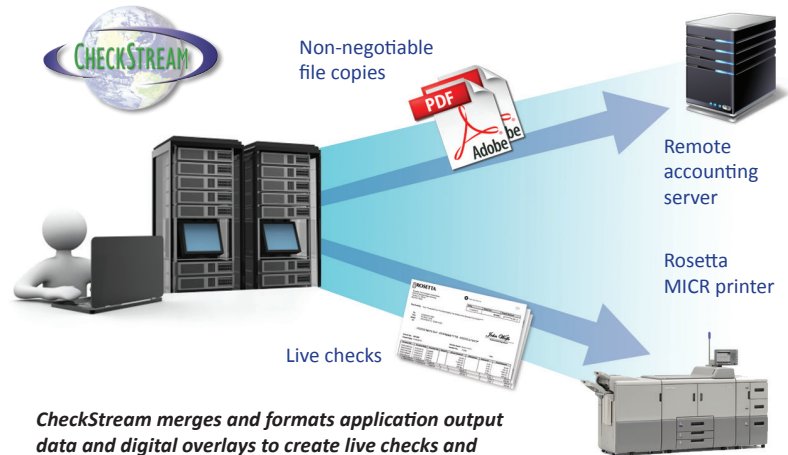 CHECKSTREAM
Non-negotiable
file copies
PDF
Adobe
be
Remote
accounting
server
Rosetta
MICR printer
ROSETTA
Live checks
CheckStream merges and formats application output
data and digital overlays to create live checks and